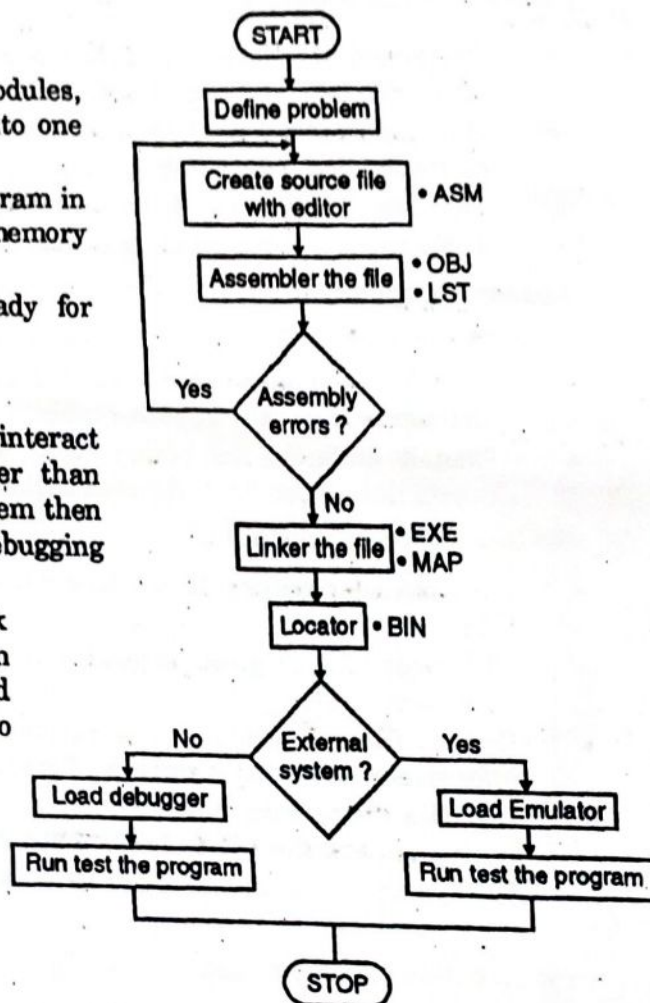 odules,
to one
ram in
memory
ady for
interact
er than
em then
ebugging
k
n
d
o
START
Define problem
Create source file
with editor
• ASM
Assembler the file
• OBJ
• LST
Yes
Assembly
errors ?
No
Linker the file
• EXE
• MAP
Locator
• BIN
No
External
system ?
Yes
Load debugger
Load Emulator
Run test the program
Run test the program
STOP